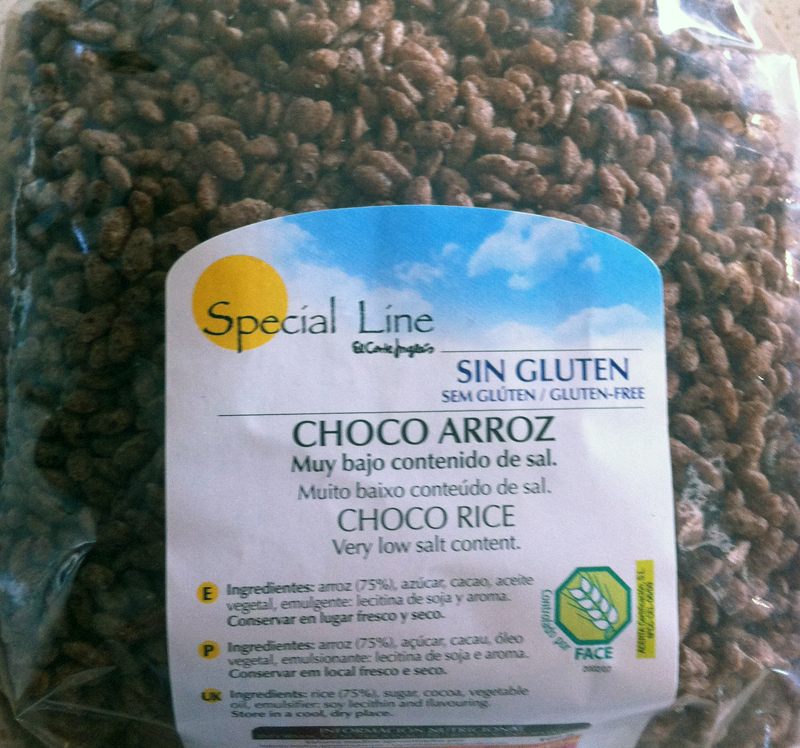 Special Line
El Corte Inglés
SIN GLUTEN
SEM GLÚTEN / GLUTEN-FREE
CHOCO ARROZ
Muy bajo contenido de sal.
Muito baixo conteúdo de sal.
CHOCO RICE
Very low salt content.
E Ingredientes: arroz (75%), azúcar, cacao, aceite
vegetal, emulgente: lecitina de soja y aroma.
Conservar en lugar fresco y seco.
P Ingredientes: arroz (75%), açúcar, cacau, óleo
vegetal, emulsionante: lecitina de soja e aroma.
Conservar em local fresco e seco.
UK Ingredients: rice (75%), sugar, cocoa, vegetable
oil, emulsifier: soy lecithin and flavouring.
Store in a cool, dry place.
Controlado por
FACE
INFORMACIÓN NUTRICIONAL